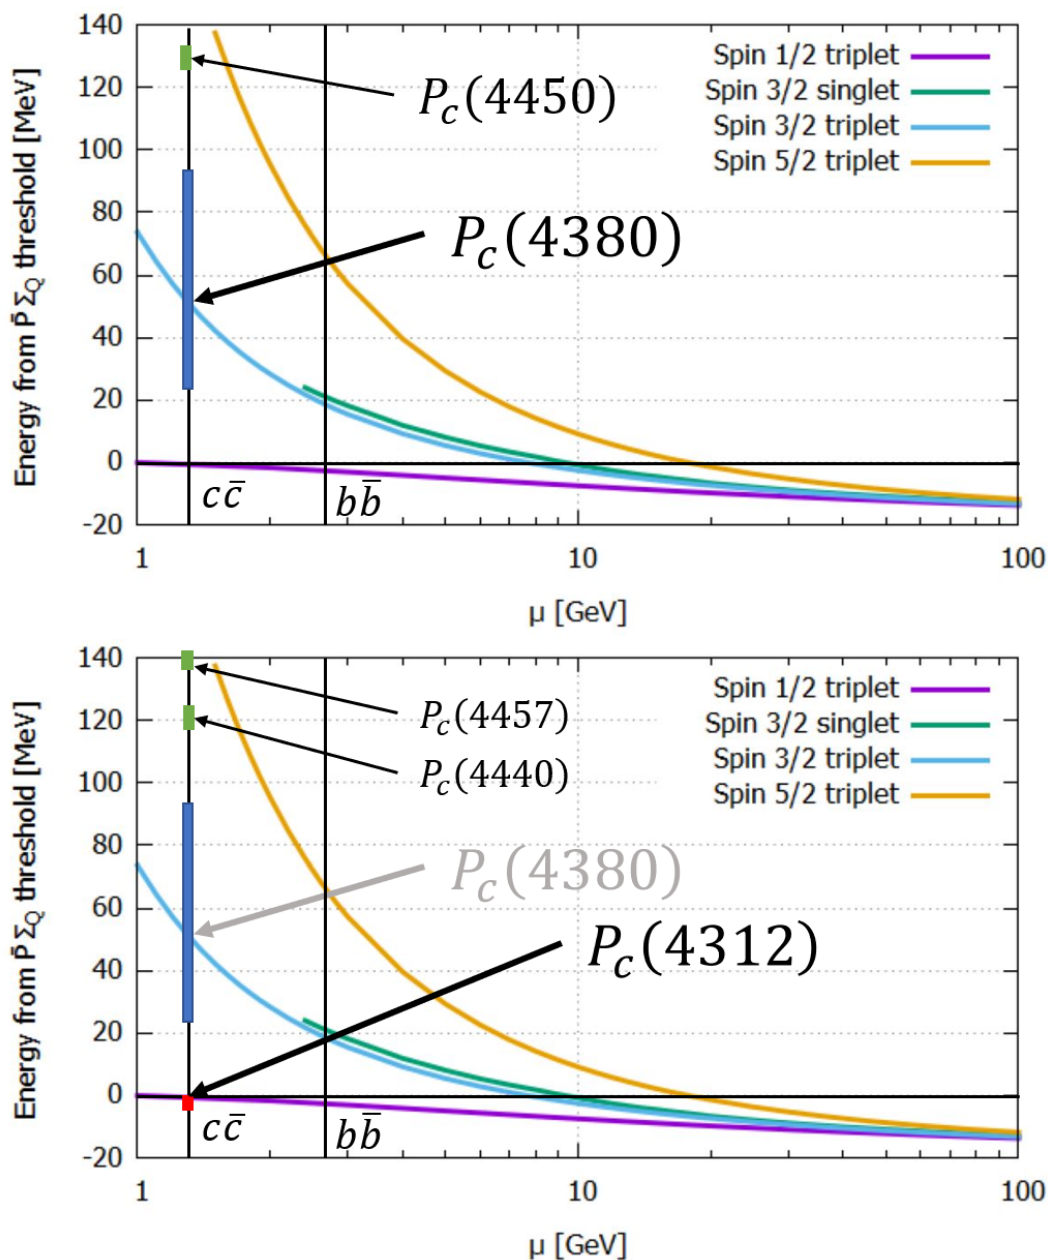 140
120
100
80
60
40
20
0
-20
Energy from P̄ Σ_Q threshold [MeV]
Spin 1/2 triplet
Spin 3/2 singlet
Spin 3/2 triplet
Spin 5/2 triplet
P_c(4450)
P_c(4380)
cc̄
bb̄
1
10
100
μ [GeV]
140
120
100
80
60
40
20
0
-20
Energy from P̄ Σ_Q threshold [MeV]
Spin 1/2 triplet
Spin 3/2 singlet
Spin 3/2 triplet
Spin 5/2 triplet
P_c(4457)
P_c(4440)
P_c(4380)
P_c(4312)
cc̄
bb̄
1
10
100
μ [GeV]